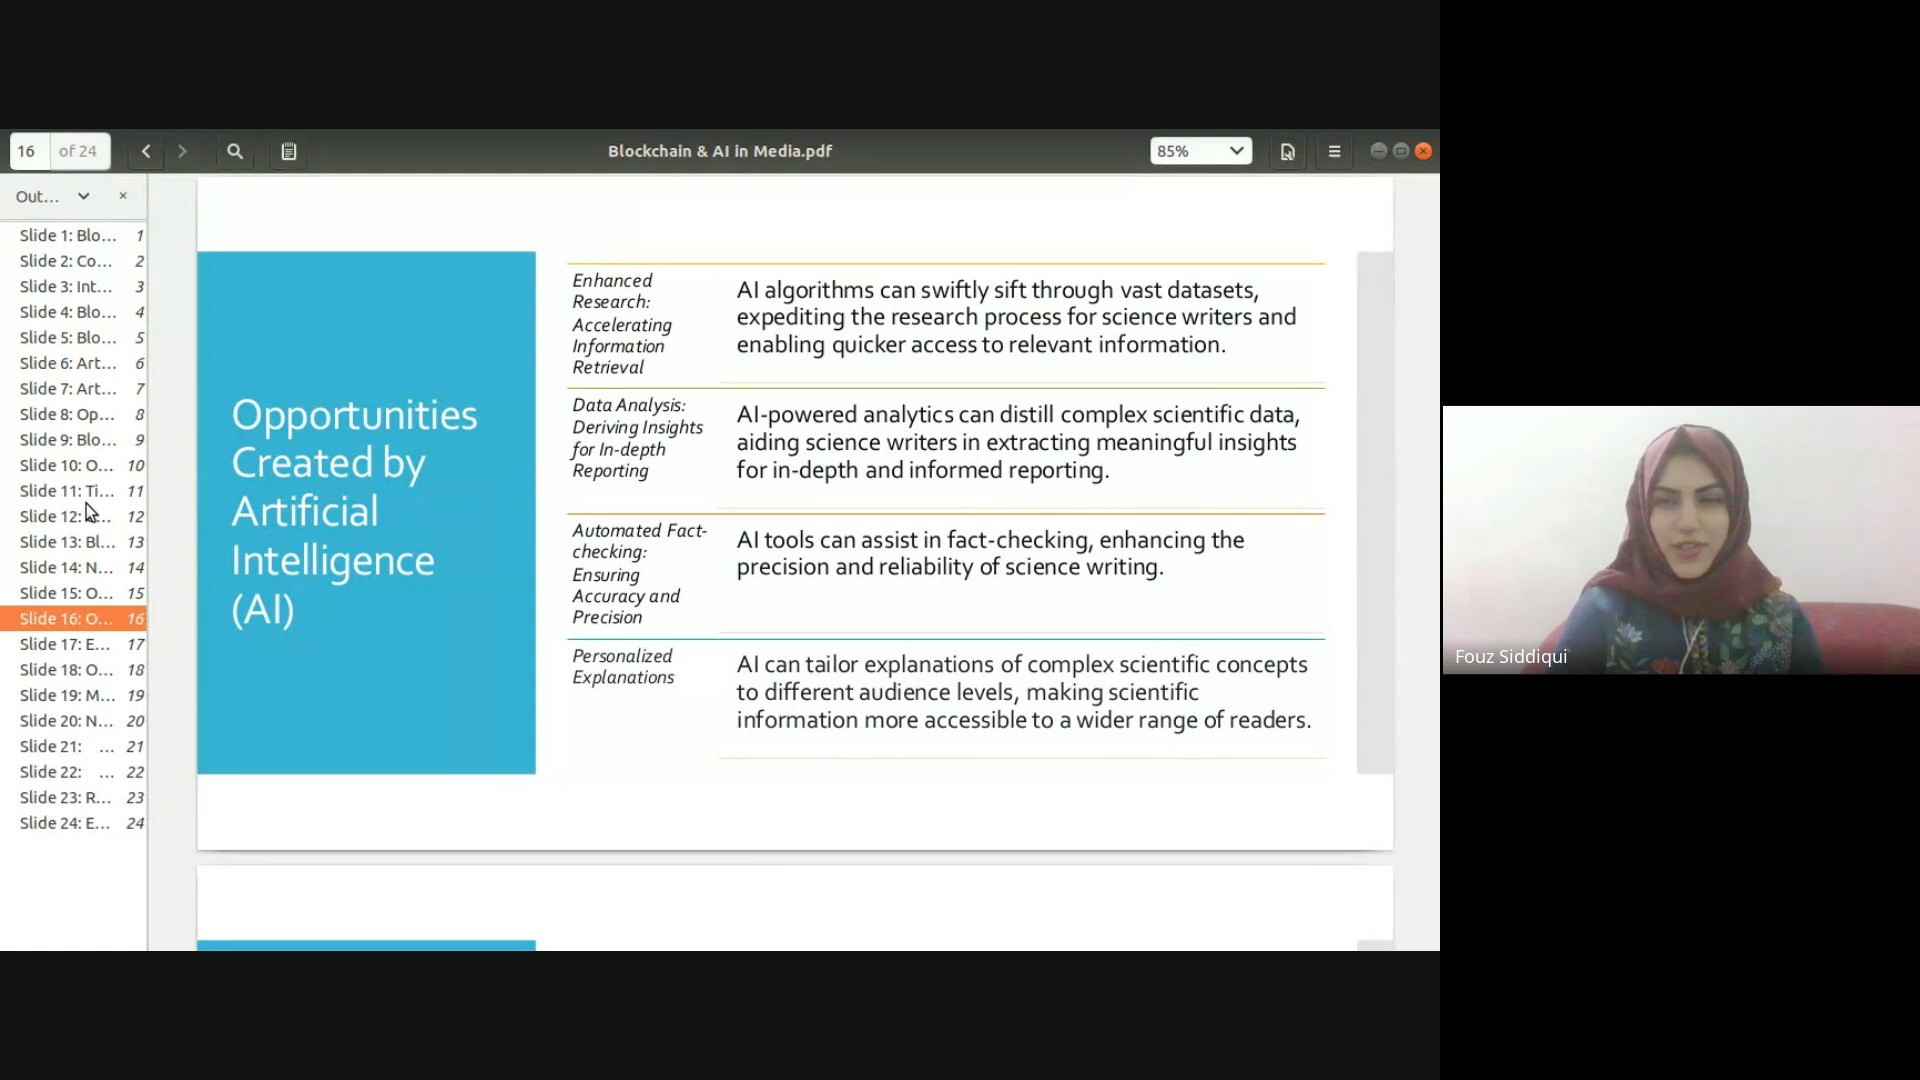 16 of 24
Blockchain & AI in Media.pdf
85%
Out...
Slide 1: Blo... 1
Slide 2: Co... 2
Slide 3: Int... 3
Slide 4: Blo... 4
Slide 5: Blo... 5
Slide 6: Art... 6
Slide 7: Art... 7
Slide 8: Op... 8
Slide 9: Blo... 9
Slide 10: O... 10
Slide 11: Ti... 11
Slide 12: ... 12
Slide 13: Bl... 13
Slide 14: N... 14
Slide 15: O... 15
Slide 16: O... 16
Slide 17: E... 17
Slide 18: O... 18
Slide 19: M... 19
Slide 20: N... 20
Slide 21: ... 21
Slide 22: ... 22
Slide 23: R... 23
Slide 24: E... 24
Opportunities
Created by
Artificial
Intelligence
(AI)
Enhanced
Research:
Accelerating
Information
Retrieval
AI algorithms can swiftly sift through vast datasets,
expediting the research process for science writers and
enabling quicker access to relevant information.
Data Analysis:
Deriving Insights
for In-depth
Reporting
AI-powered analytics can distill complex scientific data,
aiding science writers in extracting meaningful insights
for in-depth and informed reporting.
Automated Fact-
checking:
Ensuring
Accuracy and
Precision
AI tools can assist in fact-checking, enhancing the
precision and reliability of science writing.
Personalized
Explanations
AI can tailor explanations of complex scientific concepts
to different audience levels, making scientific
information more accessible to a wider range of readers.
Fouz Siddiqui